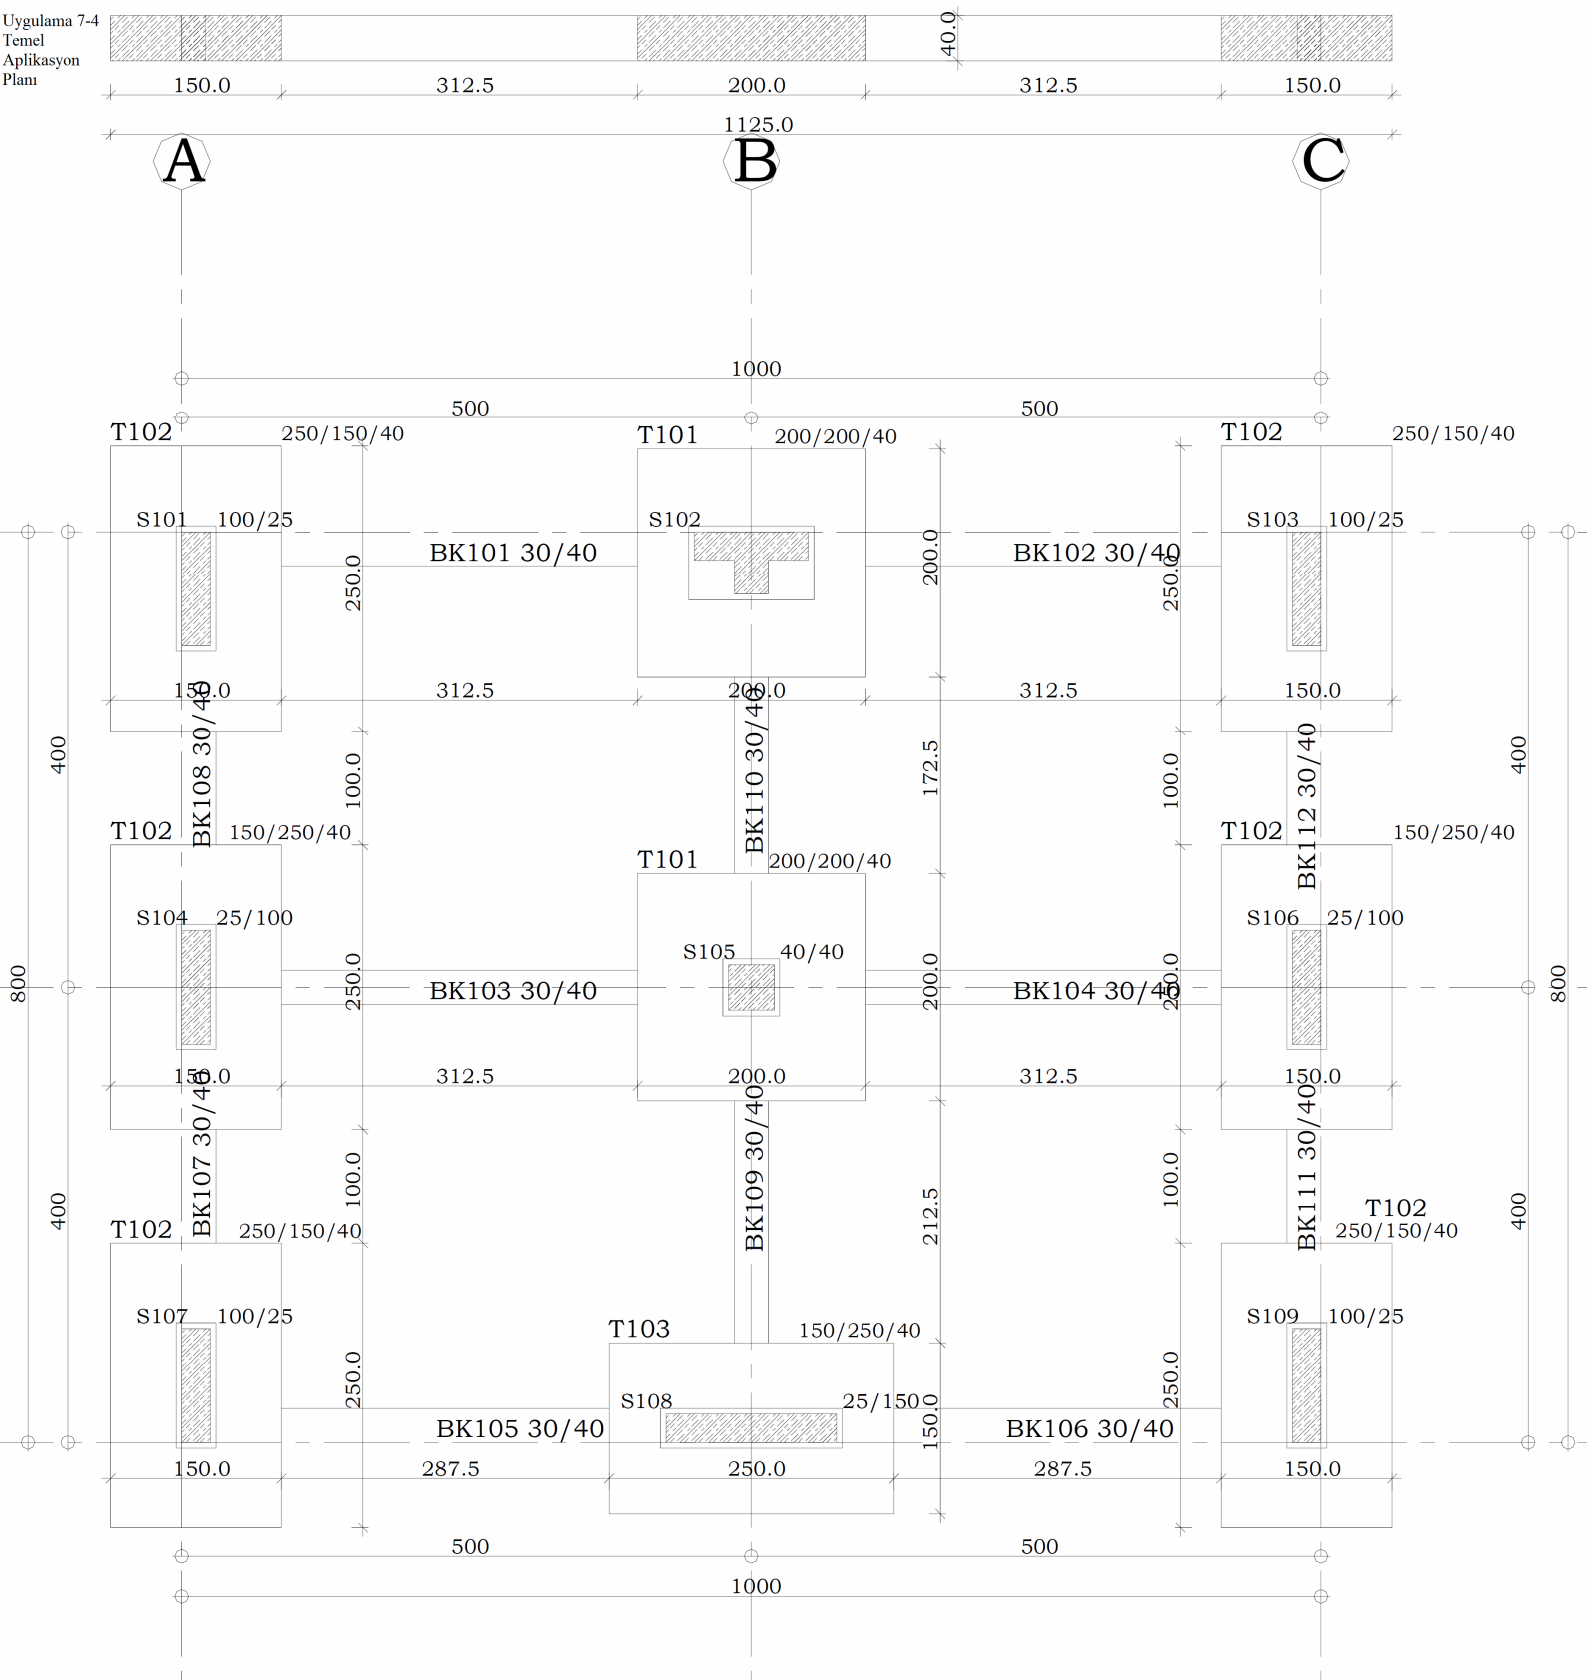 Uygulama 7-4
Temel
Aplikasyon
Planı
40.0
150.0 312.5 200.0 312.5 150.0
1125.0
A B C
1000
500 500
T102 250/150/40 T101 200/200/40 T102 250/150/40
S101 100/25 S102 S103 100/25
BK101 30/40 BK102 30/40
250.0 200.0 250.0
150.0 312.5 200.0 312.5 150.0
400 BK108 30/40 100.0 BK110 30/40 172.5 100.0 BK112 30/40 400
T102 150/250/40 T102 150/250/40
T101 200/200/40
S104 25/100 S106 25/100
S105 40/40
800 250.0 200.0 250.0 800
BK103 30/40 BK104 30/40
150.0 312.5 200.0 312.5 150.0
400 BK107 30/40 100.0 BK109 30/40 212.5 100.0 BK111 30/40 400
T102
T102 250/150/40 250/150/40
S107 100/25 S109 100/25
T103 150/250/40
250.0 150.0 250.0
S108 25/150
BK105 30/40 BK106 30/40
150.0 287.5 250.0 287.5 150.0
500 500
1000